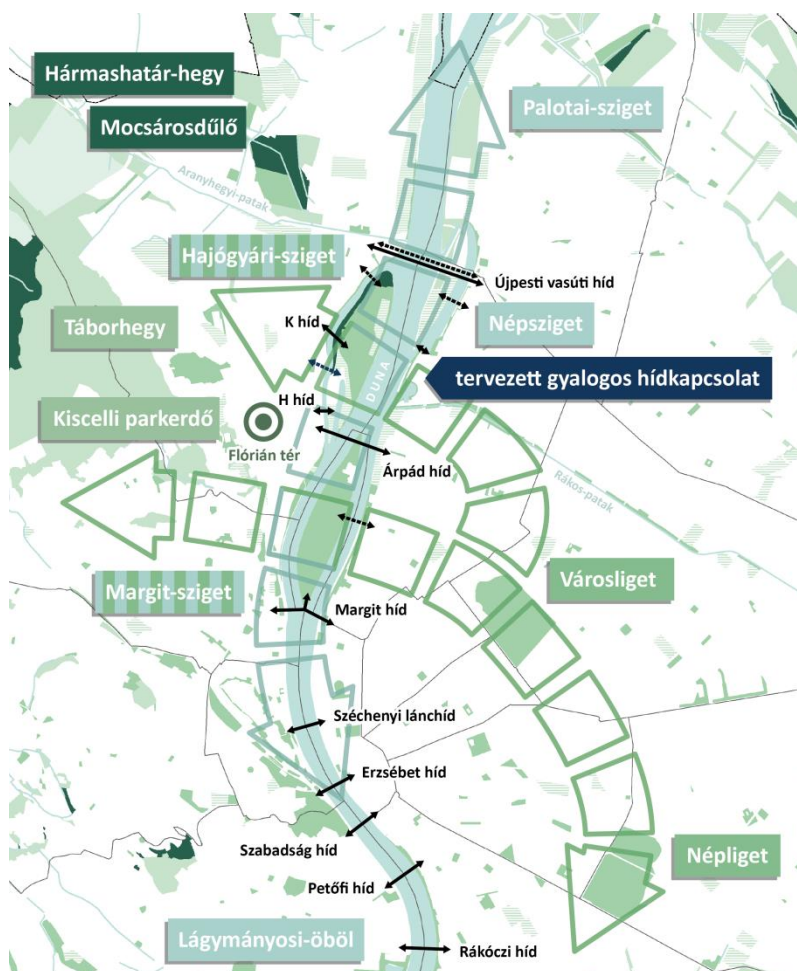 Hármashatár-hegy
Mocsárosdűlő
Palotai-sziget
Aranyhegyi-patak
Hajógyári-sziget
Újpesti vasúti híd
K híd
Népsziget
Táborhegy
DUNA
tervezett gyalogos hídkapcsolat
H híd
Kiscelli parkerdő
Flórián tér
Árpád híd
Rákos-patak
Városliget
Margit-sziget
Margit híd
Széchenyi lánchíd
Erzsébet híd
Szabadság híd
Népliget
Petőfi híd
Lágymányosi-öböl
Rákóczi híd